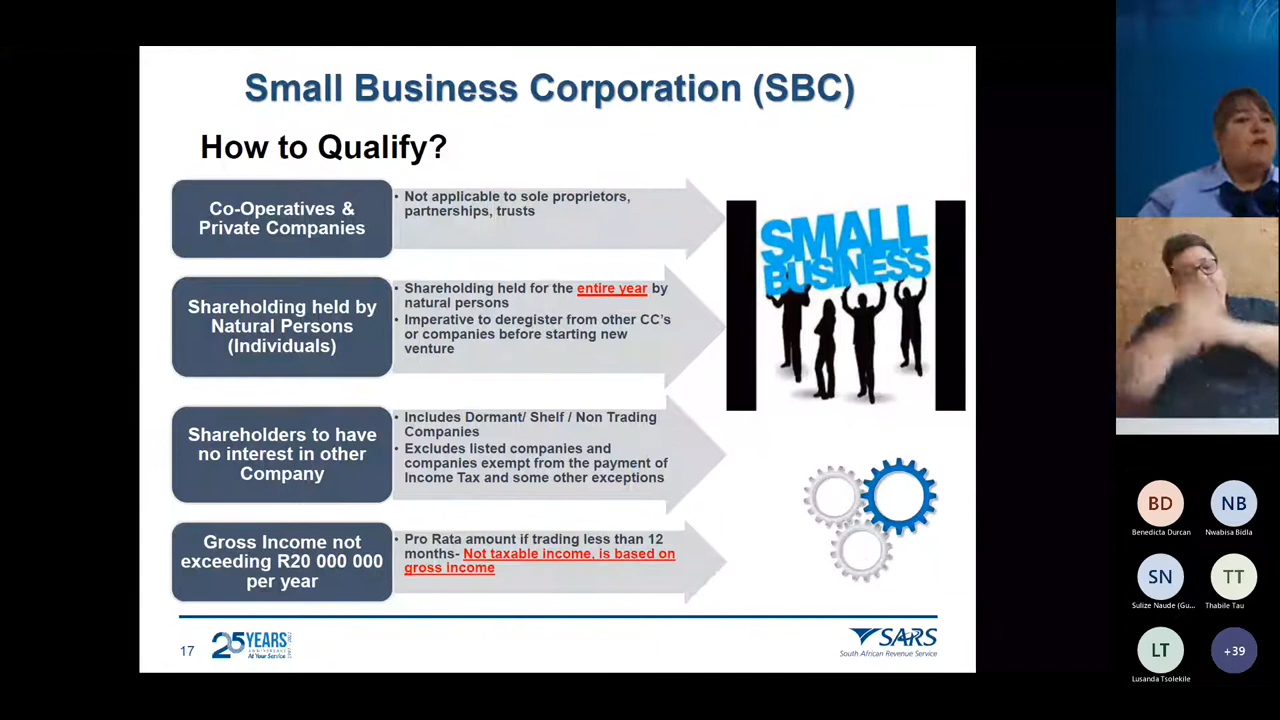 Small Business Corporation (SBC)
How to Qualify?
Co-Operatives &
Private Companies
• Not applicable to sole proprietors,
partnerships, trusts
Shareholding held by
Natural Persons
(Individuals)
• Shareholding held for the entire year by
natural persons
• Imperative to deregister from other CC's
or companies before starting new
venture
Shareholders to have
no interest in other
Company
• Includes Dormant/ Shelf / Non Trading
Companies
• Excludes listed companies and
companies exempt from the payment of
Income Tax and some other exceptions
Gross Income not
exceeding R20 000 000
per year
• Pro Rata amount if trading less than 12
months- Not taxable income, is based on
gross income
SMALL
BUSINESS
17
25 YEARS
ANNIVERSARY
At Your Service
SARS
South African Revenue Service
BD
NB
Benedicta Durcan
Nwabisa Bidla
SN
TT
Sulize Naude (Gu...
Thabile Tau
LT
+39
Lusanda Tsolekile